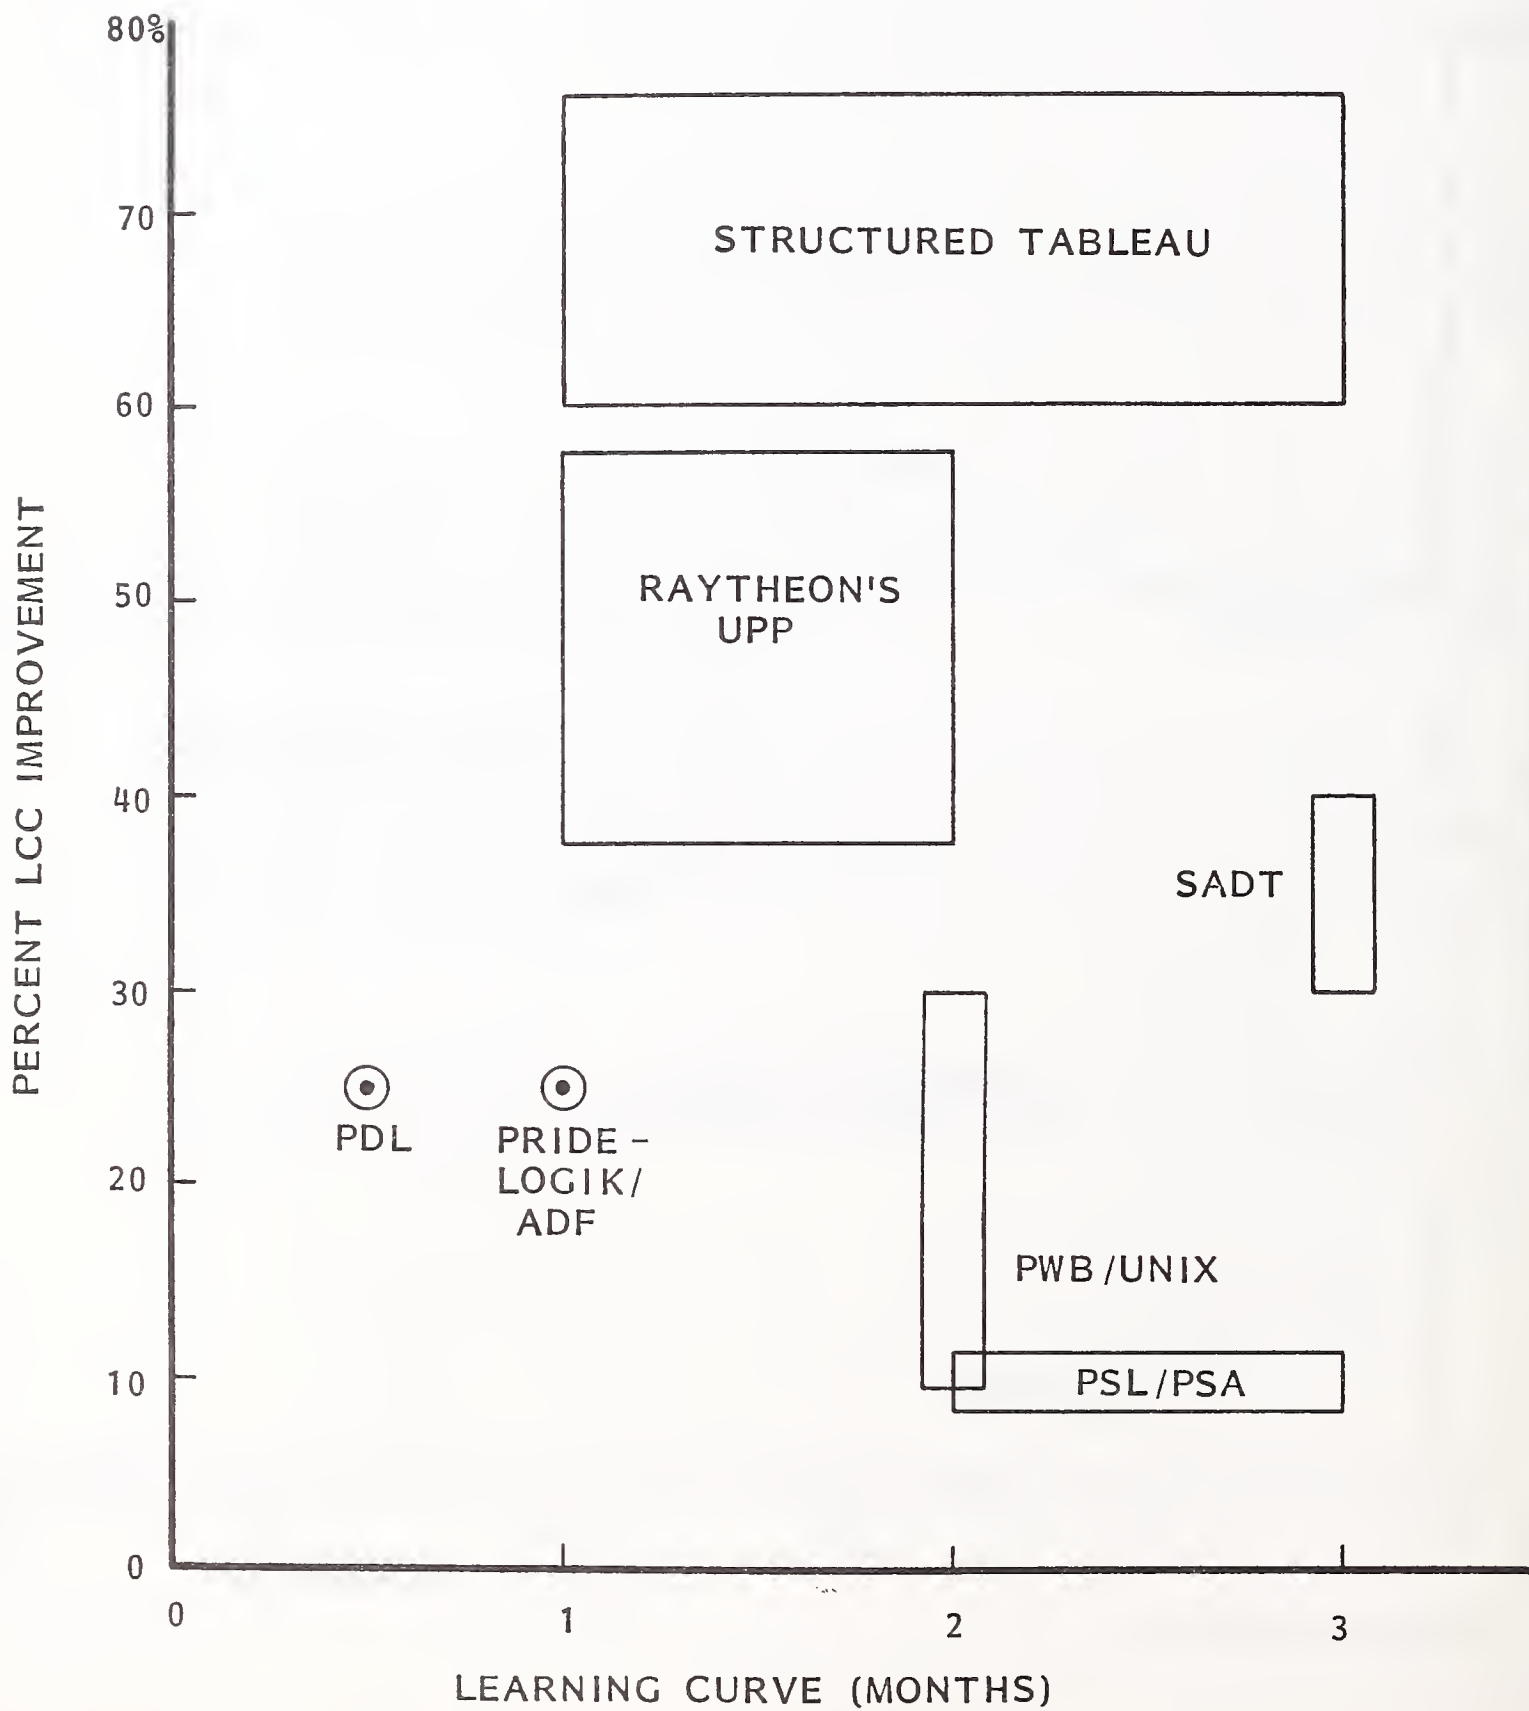 80%
STRUCTURED TABLEAU
70
60
PERCENT LCC IMPROVEMENT
50
RAYTHEON'S
UPP
40
SADT
30
PDL
PRIDE-
LOGIK/
ADF
20
PWB/UNIX
10
PSL/PSA
0
0
1
2
3
LEARNING CURVE (MONTHS)